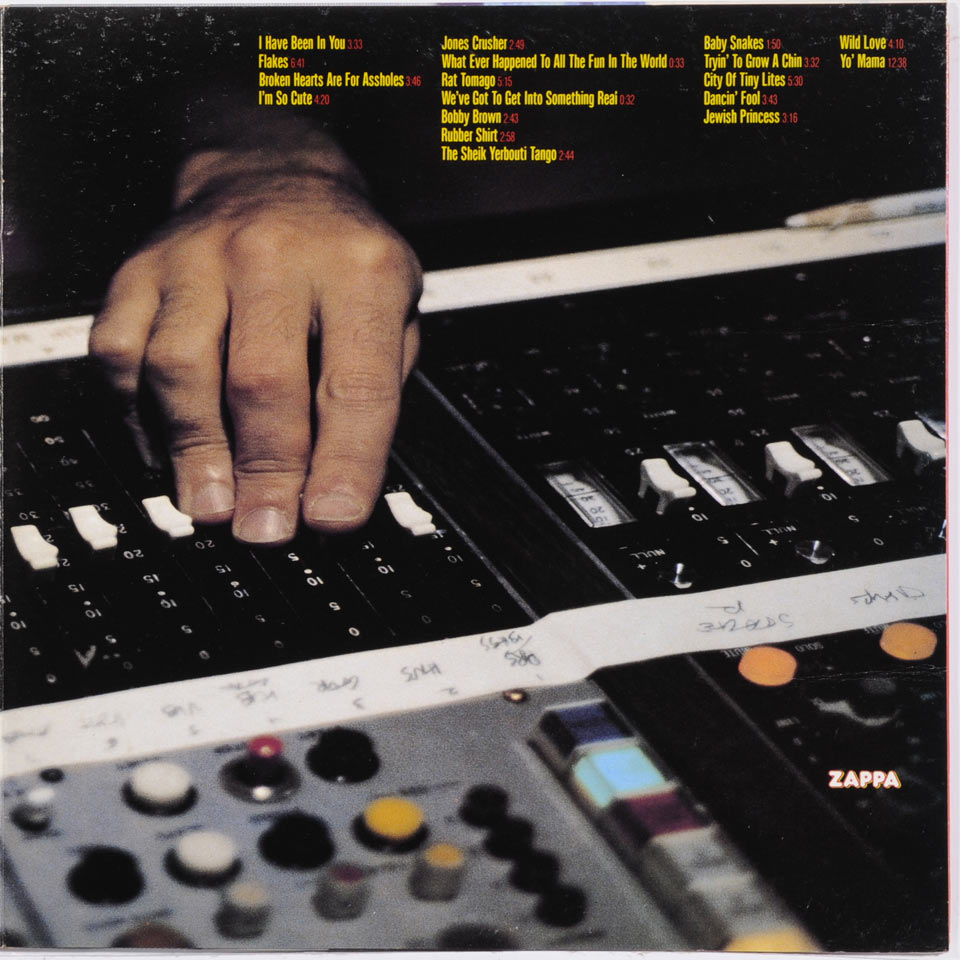 I Have Been In You 3:33
Flakes 6:41
Broken Hearts Are For Assholes 3:46
I'm So Cute 4:20
Jones Crusher 2:49
What Ever Happened To All The Fun In The World 0:33
Rat Tomago 5:15
We've Got To Get Into Something Real 0:32
Bobby Brown 2:43
Rubber Shirt 2:58
The Sheik Yerbouti Tango 2:44
Baby Snakes 1:50
Tryin' To Grow A Chin 3:32
City Of Tiny Lites 5:30
Dancin' Fool 3:43
Jewish Princess 3:16
Wild Love 4:10
Yo' Mama 12:38
NULL
NULL
ZAPPA